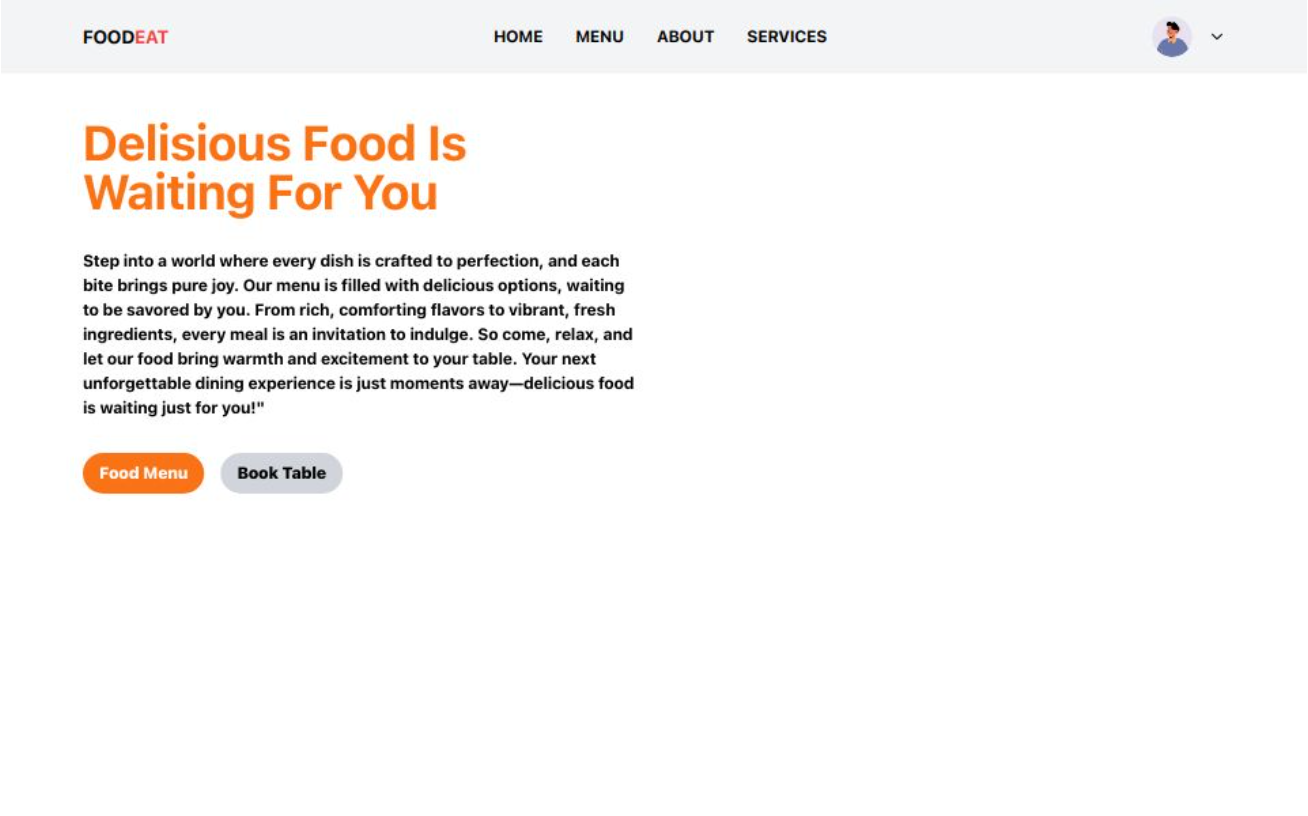 FOODEAT
HOME MENU ABOUT SERVICES
Delisious Food Is
Waiting For You
Step into a world where every dish is crafted to perfection, and each
bite brings pure joy. Our menu is filled with delicious options, waiting
to be savored by you. From rich, comforting flavors to vibrant, fresh
ingredients, every meal is an invitation to indulge. So come, relax, and
let our food bring warmth and excitement to your table. Your next
unforgettable dining experience is just moments away—delicious food
is waiting just for you!"
Food Menu Book Table